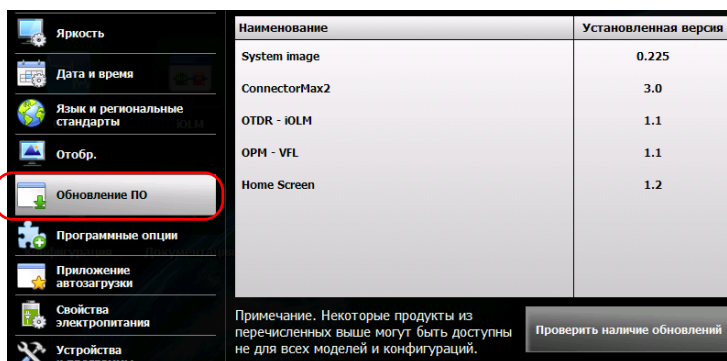 Яркость
Дата и время
Язык и региональные
стандарты
Отобр.
Обновление ПО
Программные опции
Приложение
автозагрузки
Свойства
электропитания
Устройства
Наименование Установленная версия
System image 0.225
ConnectorMax2 3.0
OTDR - iOLM 1.1
OPM - VFL 1.1
Home Screen 1.2
Примечание. Некоторые продукты из
перечисленных выше могут быть доступны
не для всех моделей и конфигураций.
Проверить наличие обновлений